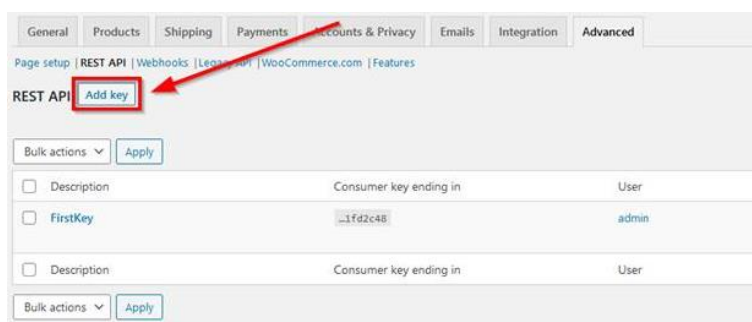 General Products Shipping Payments Accounts & Privacy Emails Integration Advanced
Page setup | REST API | Webhooks | Legacy API | WooCommerce.com | Features
REST API Add key
Bulk actions Apply
Description Consumer key ending in User
FirstKey …1fd2c48 admin
Description Consumer key ending in User
Bulk actions Apply